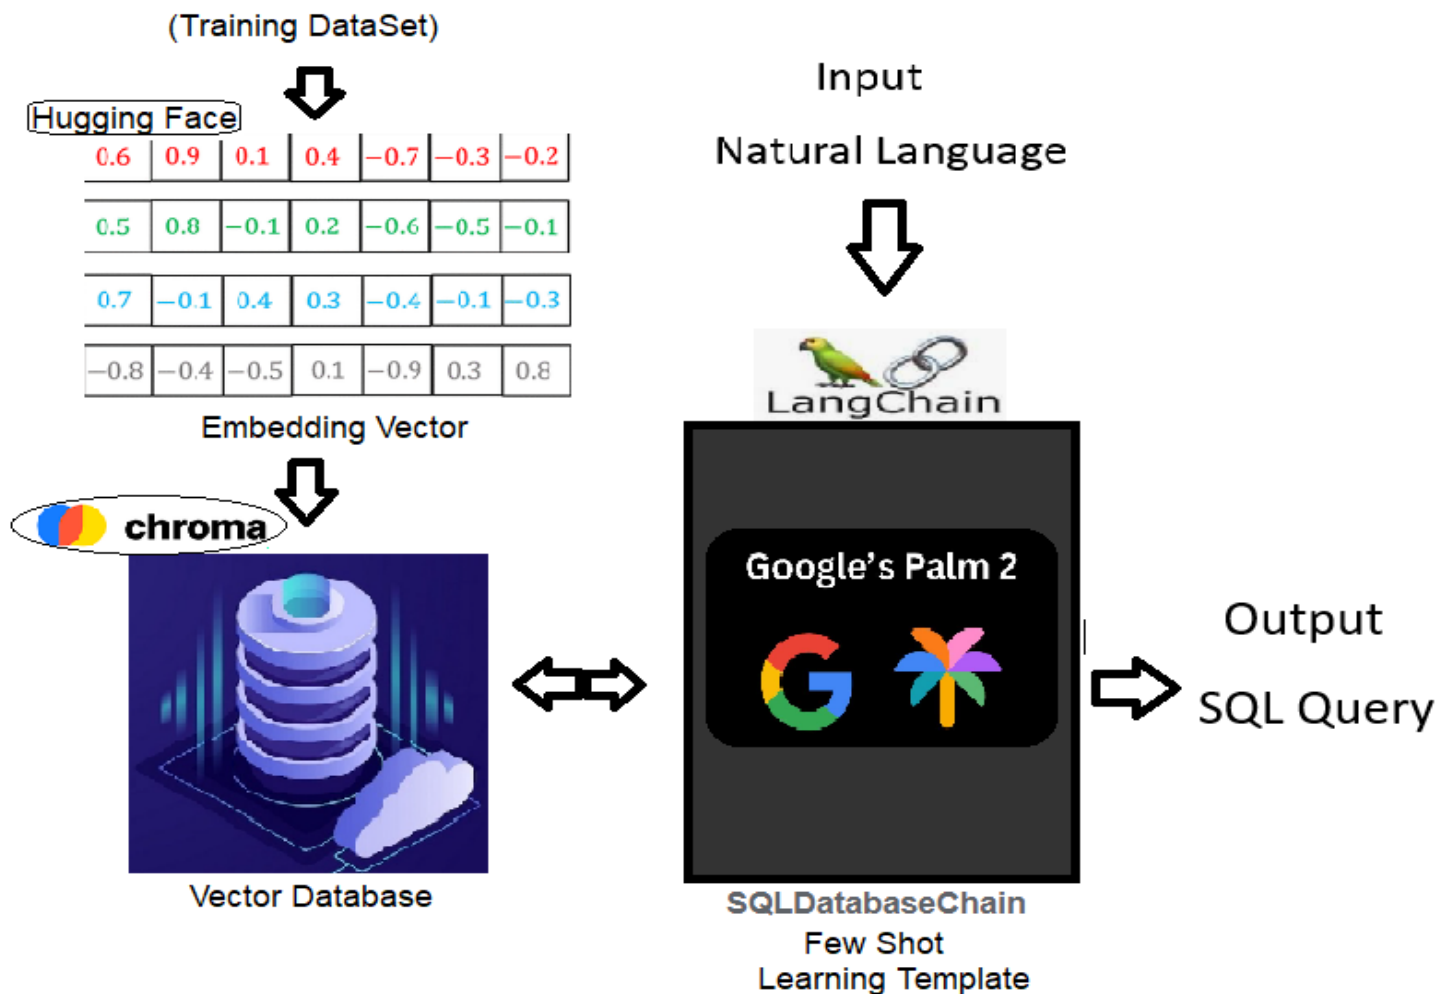 (Training DataSet)
Hugging Face
0.6 0.9 0.1 0.4 −0.7 −0.3 −0.2
0.5 0.8 −0.1 0.2 −0.6 −0.5 −0.1
0.7 −0.1 0.4 0.3 −0.4 −0.1 −0.3
−0.8 −0.4 −0.5 0.1 −0.9 0.3 0.8
Embedding Vector
chroma
Vector Database
Input
Natural Language
LangChain
Google’s Palm 2
SQLDatabaseChain
Few Shot
Learning Template
Output
SQL Query